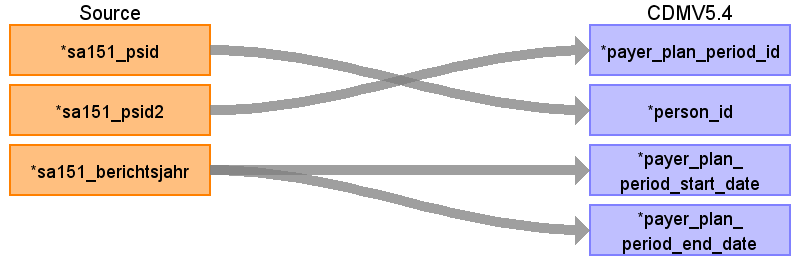 Source
CDMV5.4
*sa151_psid
*payer_plan_period_id
*sa151_psid2
*person_id
*sa151_berichtsjahr
*payer_plan_
period_start_date
*payer_plan_
period_end_date